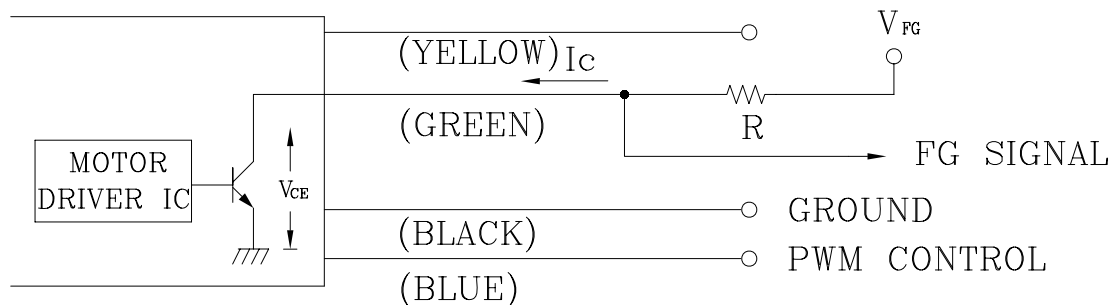 V FG
(YELLOW) Ic
(GREEN)
R
MOTOR
DRIVER IC
VCE
FG SIGNAL
(BLACK)
GROUND
(BLUE)
PWM CONTROL